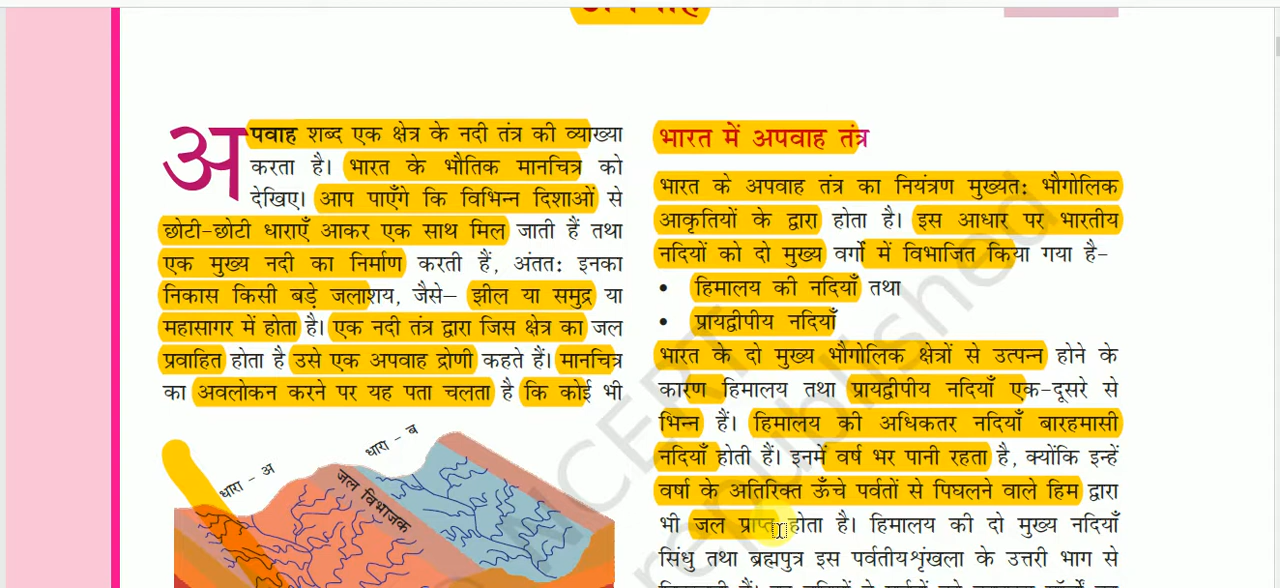 अपवाह शब्द एक क्षेत्र के नदी तंत्र की व्याख्या
करता है। भारत के भौतिक मानचित्र को
देखिए। आप पाएँगे कि विभिन्न दिशाओं से
छोटी-छोटी धाराएँ आकर एक साथ मिल जाती हैं तथा
एक मुख्य नदी का निर्माण करती हैं, अंतत: इनका
निकास किसी बड़े जलाशय, जैसे– झील या समुद्र या
महासागर में होता है। एक नदी तंत्र द्वारा जिस क्षेत्र का जल
प्रवाहित होता है उसे एक अपवाह द्रोणी कहते हैं। मानचित्र
का अवलोकन करने पर यह पता चलता है कि कोई भी
धारा - अ
धारा - ब
जल विभाजक
भारत में अपवाह तंत्र
भारत के अपवाह तंत्र का नियंत्रण मुख्यत: भौगोलिक
आकृतियों के द्वारा होता है। इस आधार पर भारतीय
नदियों को दो मुख्य वर्गों में विभाजित किया गया है–
• हिमालय की नदियाँ तथा
• प्रायद्वीपीय नदियाँ
भारत के दो मुख्य भौगोलिक क्षेत्रों से उत्पन्न होने के
कारण हिमालय तथा प्रायद्वीपीय नदियाँ एक-दूसरे से
भिन्न हैं। हिमालय की अधिकतर नदियाँ बारहमासी
नदियाँ होती हैं। इनमें वर्ष भर पानी रहता है, क्योंकि इन्हें
वर्षा के अतिरिक्त ऊँचे पर्वतों से पिघलने वाले हिम द्वारा
भी जल प्राप्त होता है। हिमालय की दो मुख्य नदियाँ
सिंधु तथा ब्रह्मपुत्र इस पर्वतीयशृंखला के उत्तरी भाग से
NCERT
republished